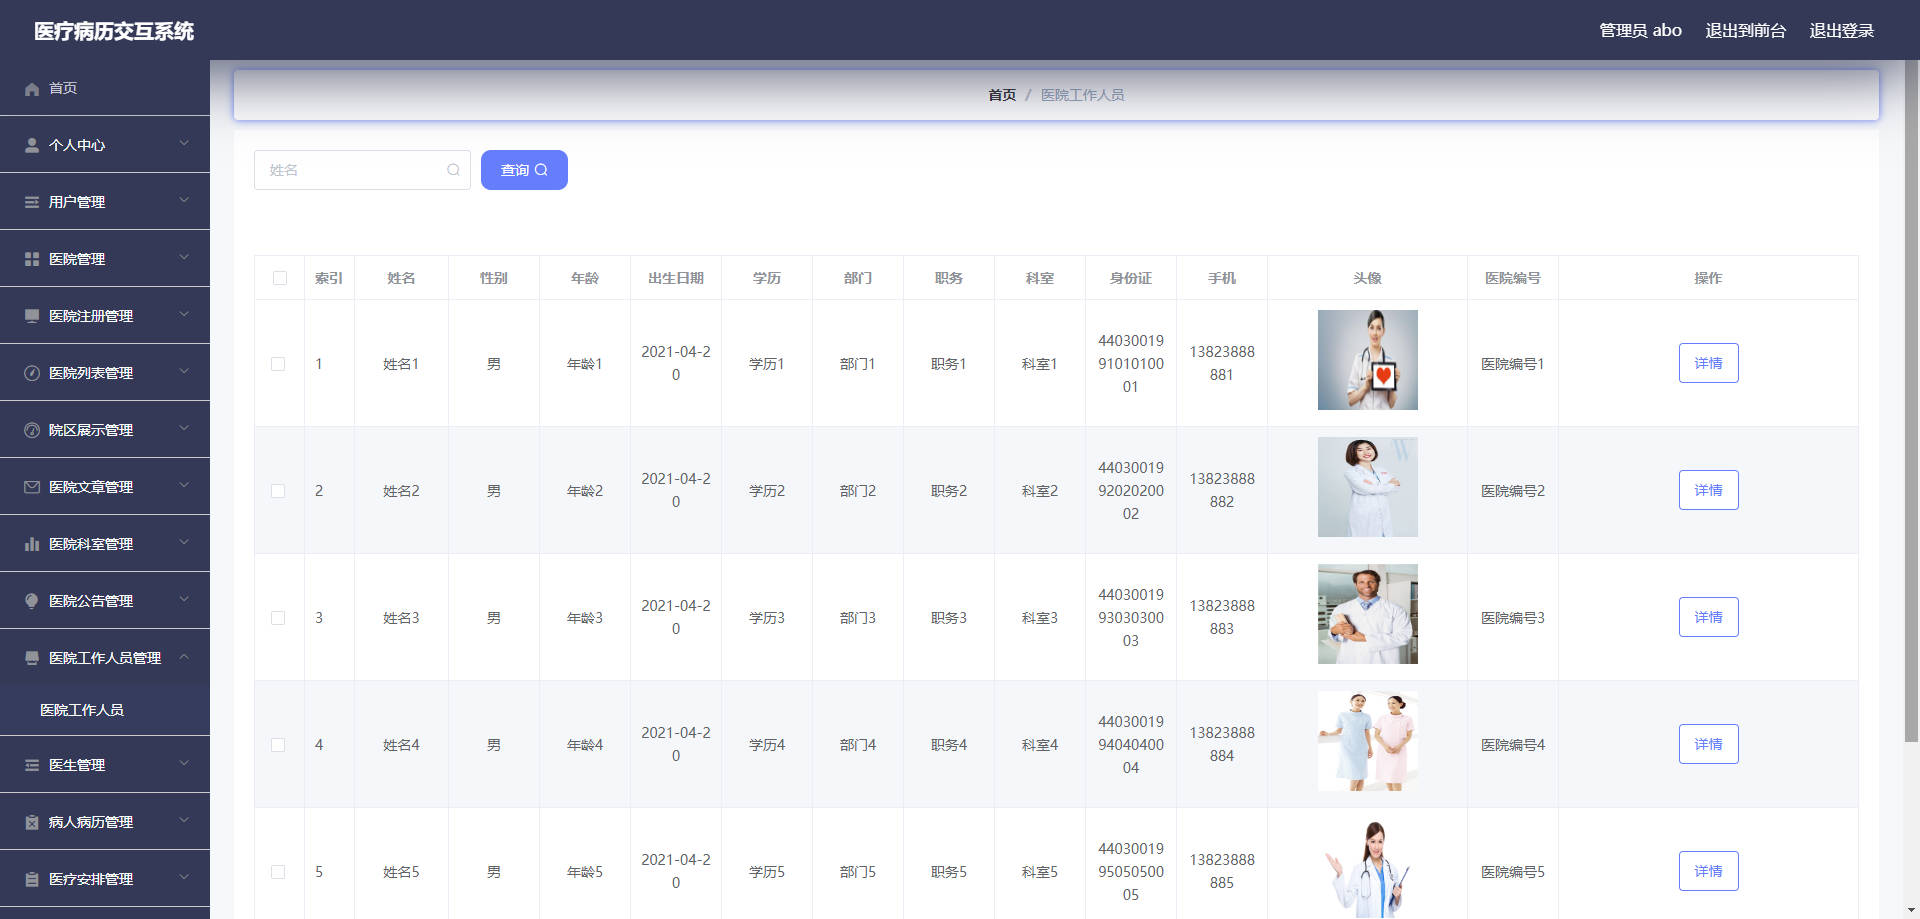 医疗病历交互系统
管理员 abo 退出到前台 退出登录
首页
个人中心
用户管理
医院管理
医院注册管理
医院列表管理
院区展示管理
医院文章管理
医院科室管理
医院公告管理
医院工作人员管理
医院工作人员
医生管理
病人病历管理
医疗安排管理
首页 / 医院工作人员
姓名 查询
索引 姓名 性别 年龄 出生日期 学历 部门 职务 科室 身份证 手机 头像 医院编号 操作
1 姓名1 男 年龄1 2021-04-20 学历1 部门1 职务1 科室1 440300199101010001 13823888881 医院编号1 详情
2 姓名2 男 年龄2 2021-04-20 学历2 部门2 职务2 科室2 440300199202020002 13823888882 医院编号2 详情
3 姓名3 男 年龄3 2021-04-20 学历3 部门3 职务3 科室3 440300199303030003 13823888883 医院编号3 详情
4 姓名4 男 年龄4 2021-04-20 学历4 部门4 职务4 科室4 440300199404040004 13823888884 医院编号4 详情
5 姓名5 男 年龄5 2021-04-20 学历5 部门5 职务5 科室5 440300199505050005 13823888885 医院编号5 详情